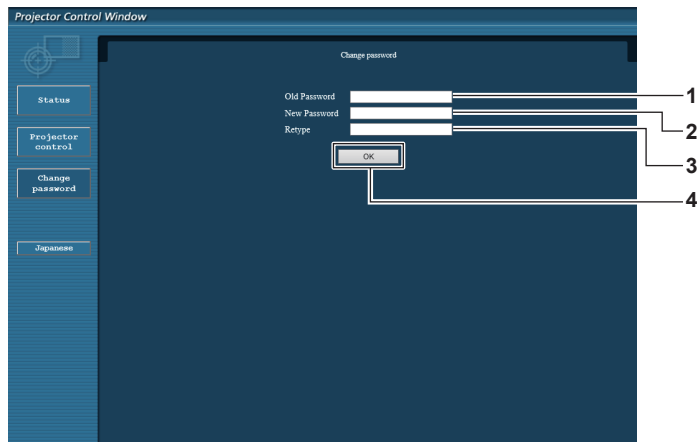 Projector Control Window
Change password
Status
Projector
control
Change
password
Japanese
Old Password
New Password
Retype
OK
1
2
3
4